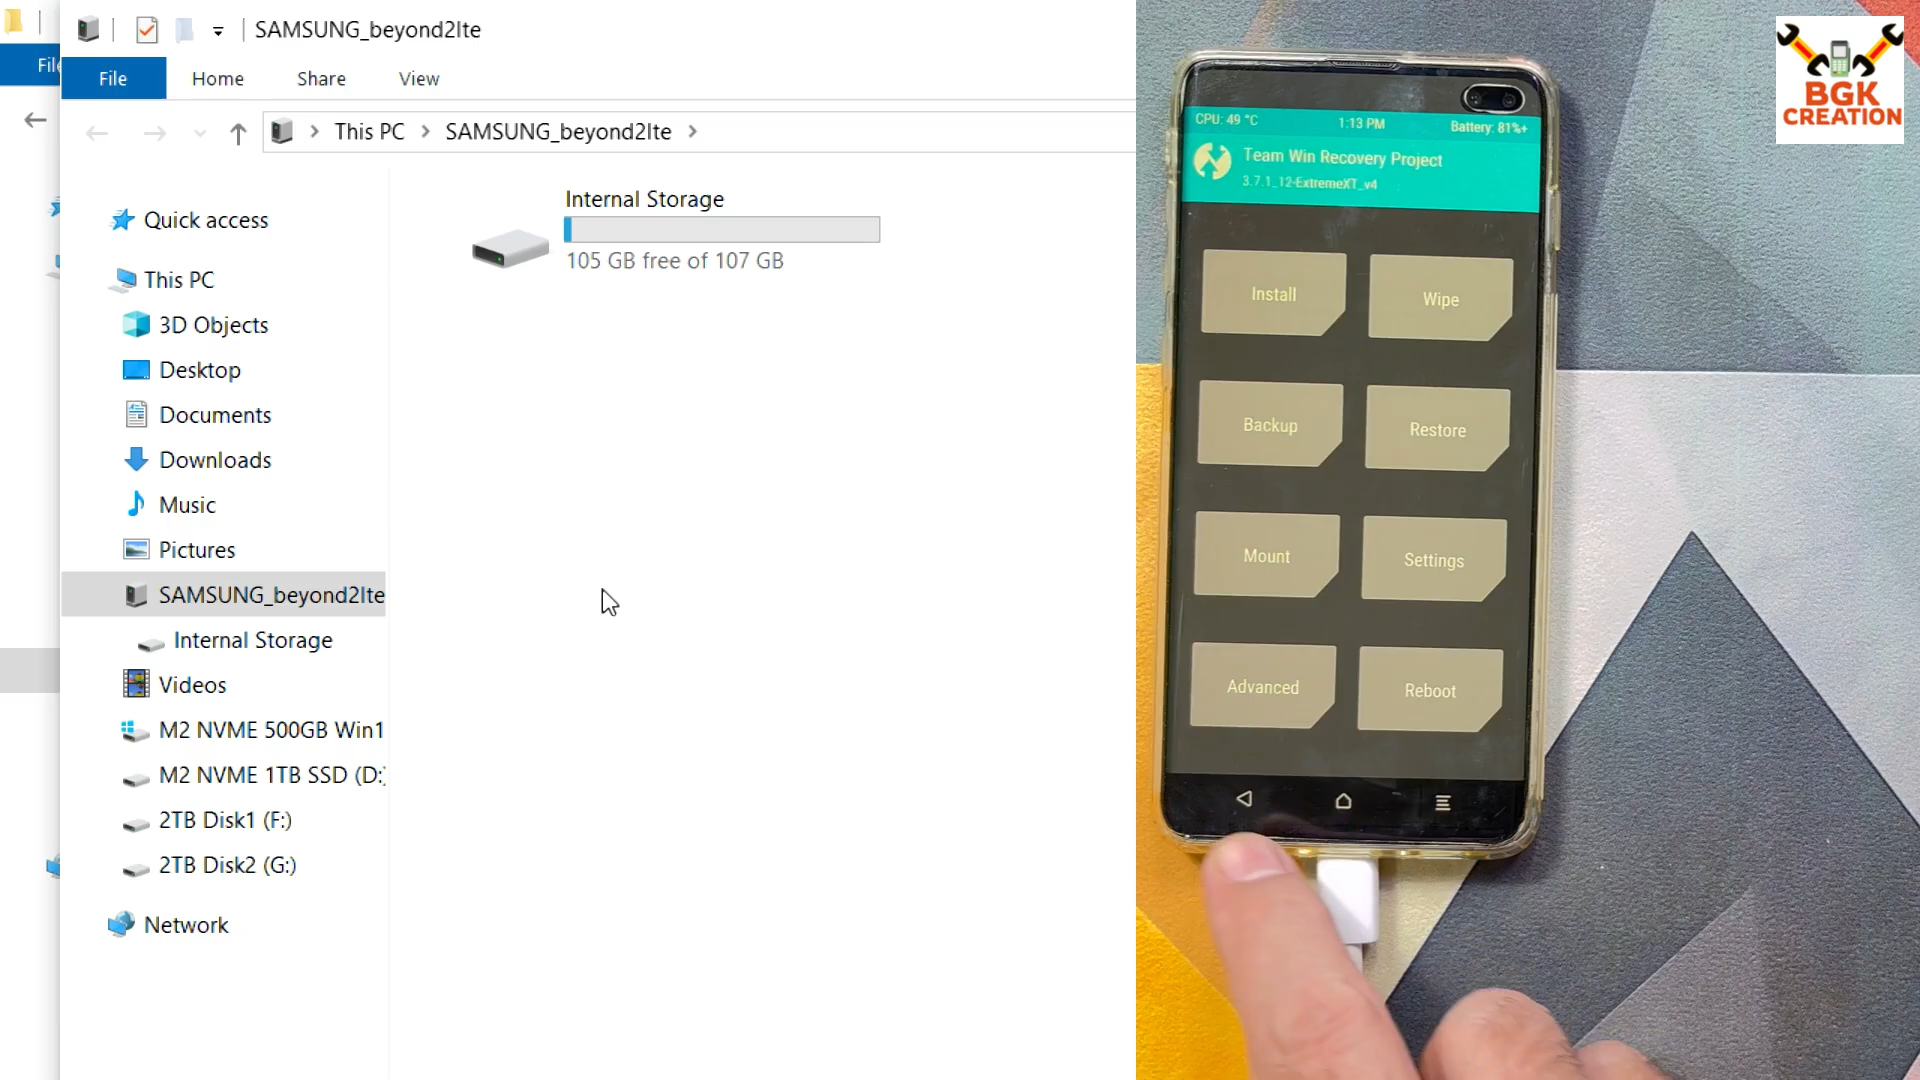 SAMSUNG_beyond2lte
File
Home
Share
View
This PC
SAMSUNG_beyond2lte
Internal Storage
105 GB free of 107 GB
Quick access
This PC
3D Objects
Desktop
Documents
Downloads
Music
Pictures
SAMSUNG_beyond2lte
Internal Storage
Videos
M2 NVME 500GB Win1
M2 NVME 1TB SSD (D:)
2TB Disk1 (F:)
2TB Disk2 (G:)
Network
CPU: 49 °C
1:13 PM
Battery: 81%+
Team Win Recovery Project
3.7.1_12-ExtremeXT_v4
Install
Wipe
Backup
Restore
Mount
Settings
Advanced
Reboot
BGK
CREATION